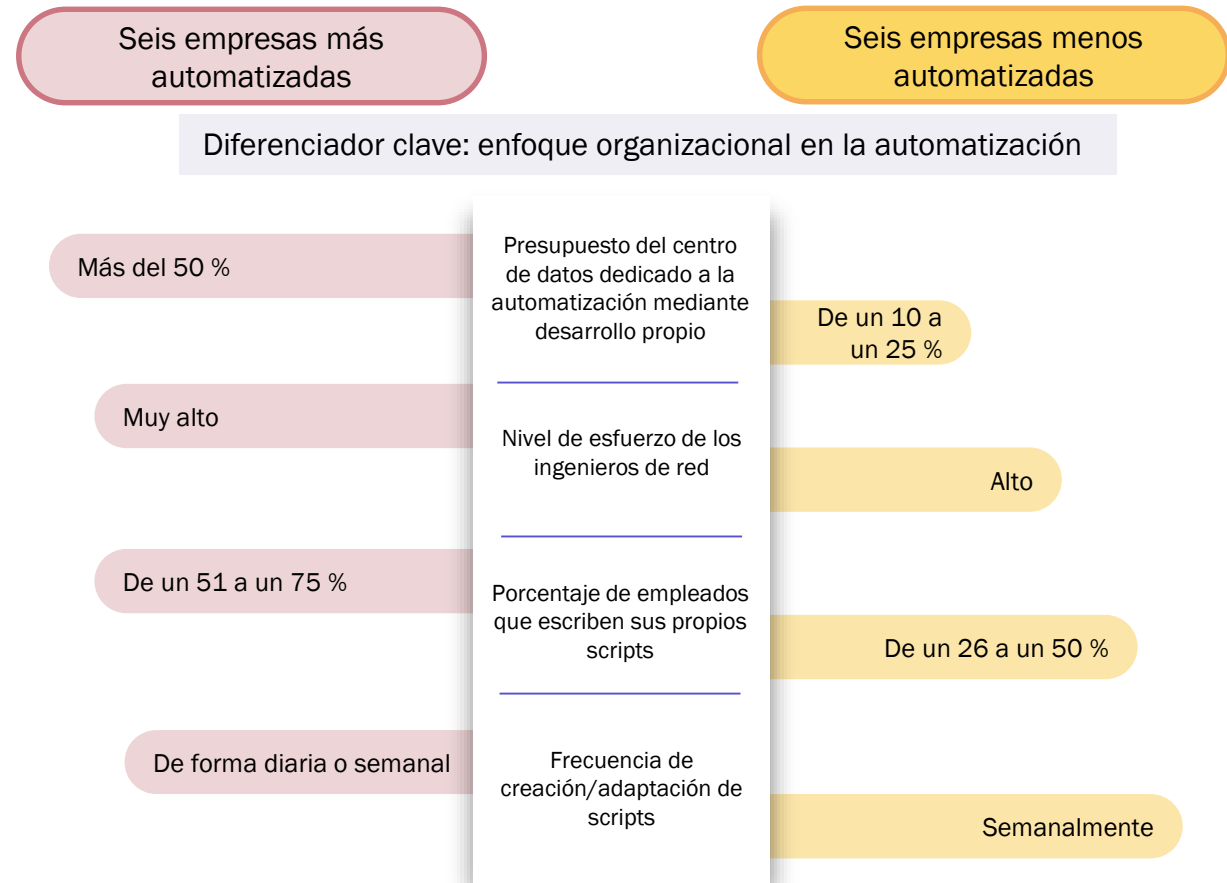 Seis empresas más
automatizadas
Seis empresas menos
automatizadas
Diferenciador clave: enfoque organizacional en la automatización
Más del 50 %
Presupuesto del centro
de datos dedicado a la
automatización mediante
desarrollo propio
De un 10 a
un 25 %
Muy alto
Nivel de esfuerzo de los
ingenieros de red
Alto
De un 51 a un 75 %
Porcentaje de empleados
que escriben sus propios
scripts
De un 26 a un 50 %
De forma diaria o semanal
Frecuencia de
creación/adaptación de
scripts
Semanalmente